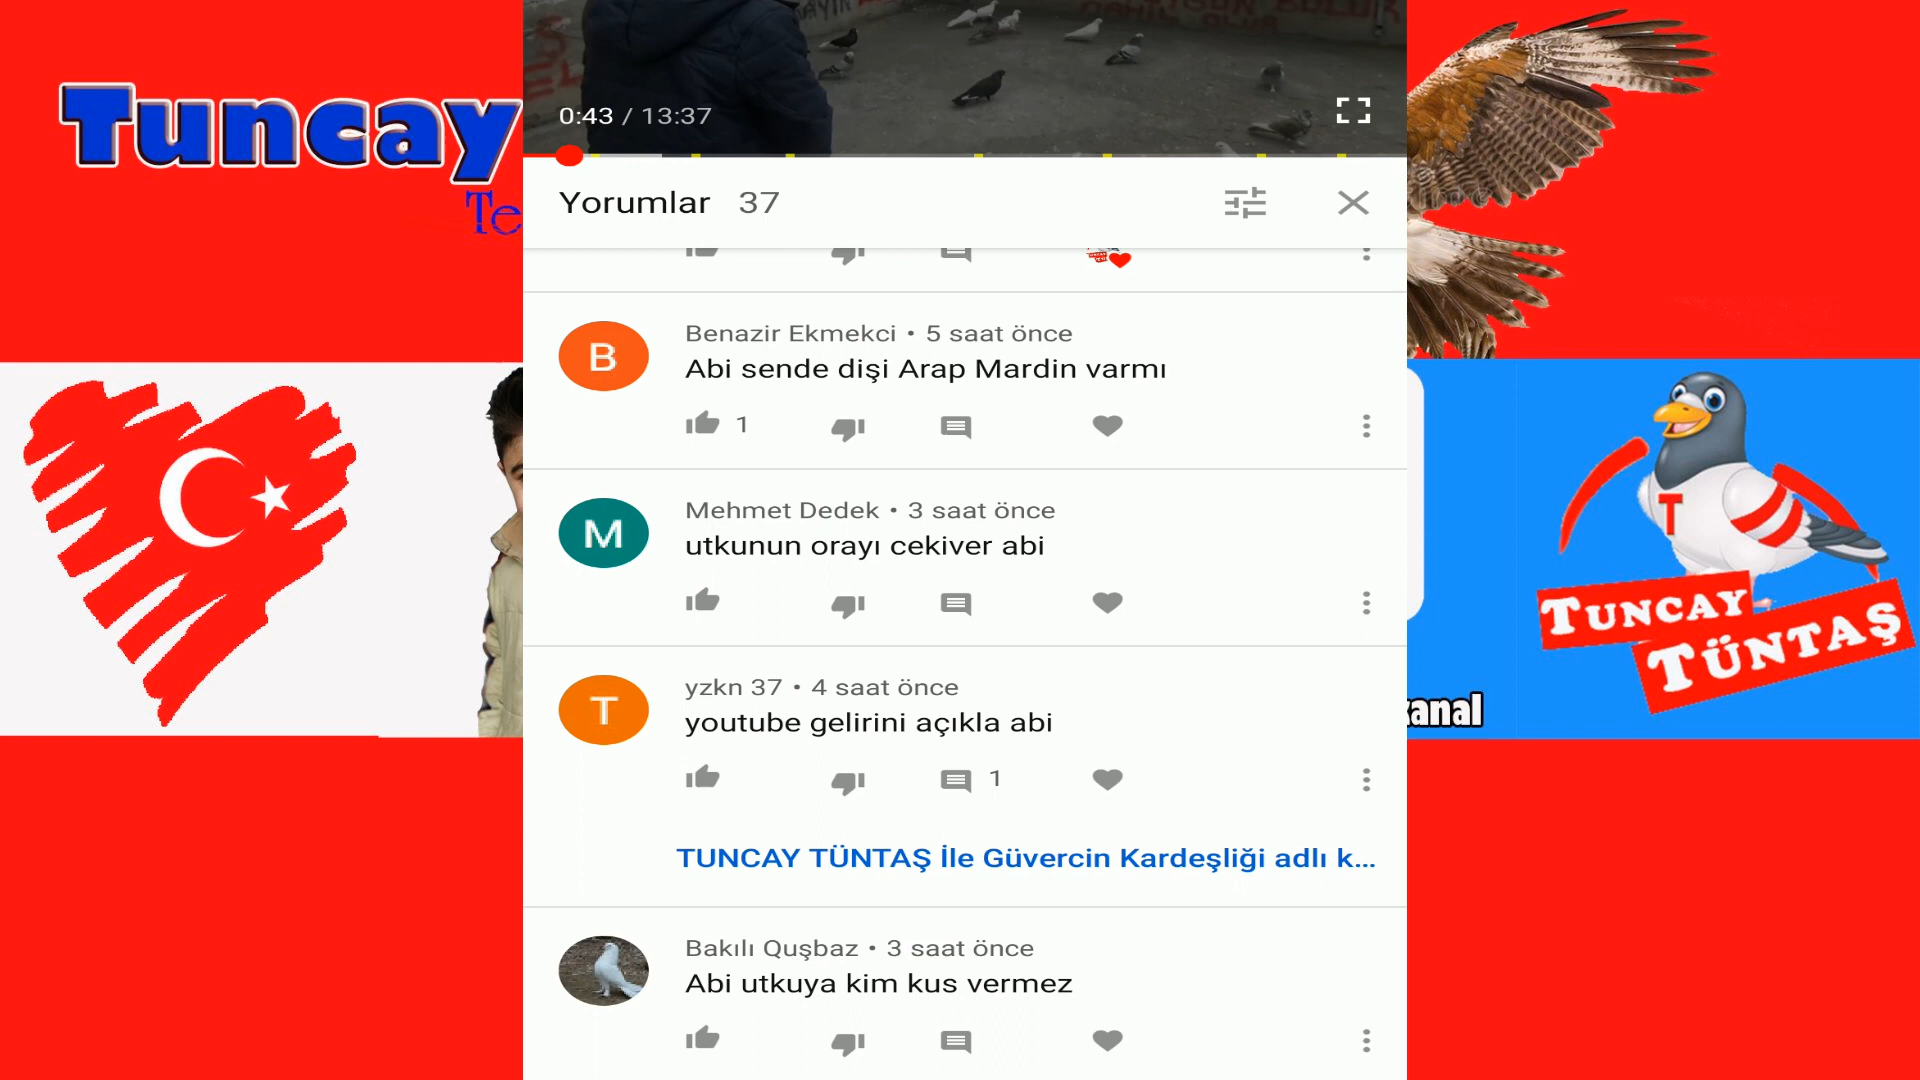 Tuncay
Te
0:43 / 13:37
Yorumlar 37
Benazir Ekmekci • 5 saat önce
Abi sende dişi Arap Mardin varmı
1
Mehmet Dedek • 3 saat önce
utkunun orayı cekiver abi
yzkn 37 • 4 saat önce
youtube gelirini açıkla abi
1
TUNCAY TÜNTAŞ İle Güvercin Kardeşliği adlı k...
Bakılı Quşbaz • 3 saat önce
Abi utkuya kim kus vermez
B
M
T
T
TUNCAY
TÜNTAŞ
kanal